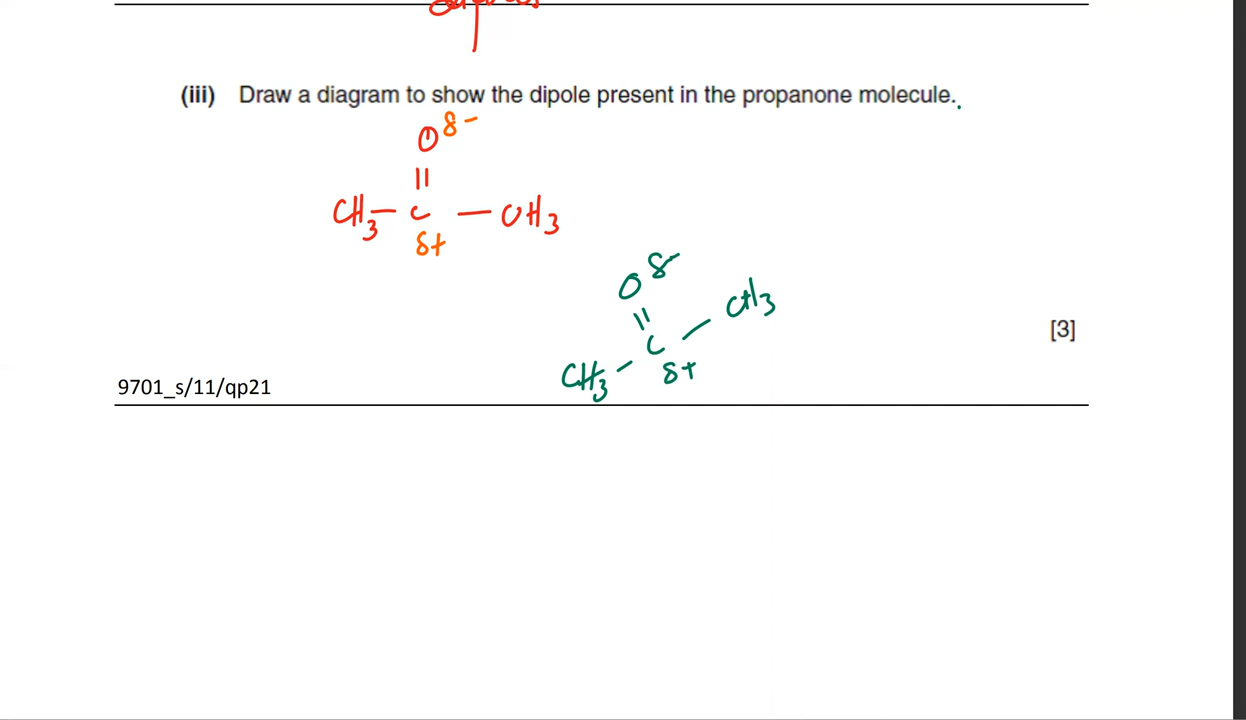 (iii) Draw a diagram to show the dipole present in the propanone molecule.
O δ-
||
CH3 - C - CH3
δ+
O δ-
||
CH3
C
CH3
δ+
[3]
9701_s/11/qp21